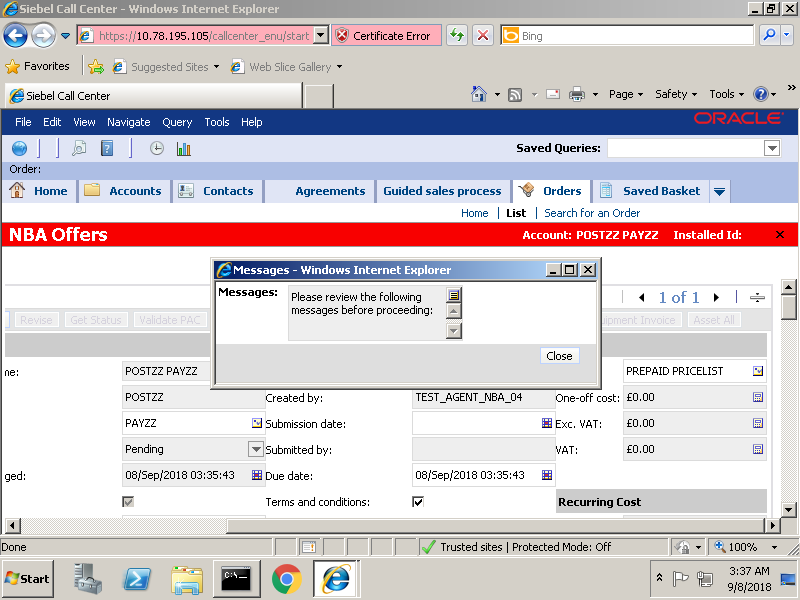 Siebel Call Center - Windows Internet Explorer
https://10.78.195.105/callcenter_enu/start
Certificate Error
Bing
Favorites
Suggested Sites
Web Slice Gallery
Siebel Call Center
Page
Safety
Tools
File Edit View Navigate Query Tools Help
ORACLE
Saved Queries:
Order:
Home
Accounts
Contacts
Agreements
Guided sales process
Orders
Saved Basket
Home | List | Search for an Order
NBA Offers
Account: POSTZZ PAYZZ Installed Id:
Messages - Windows Internet Explorer
Messages:
Please review the following
messages before proceeding:
Close
1 of 1
Revise
Get Status
Validate PAC
uipment Invoice
Asset All
me:
POSTZZ PAYZZ
PREPAID PRICELIST
POSTZZ
Created by:
TEST_AGENT_NBA_04
One-off cost:
£0.00
PAYZZ
Submission date:
Exc. VAT:
£0.00
Pending
Submitted by:
VAT:
£0.00
ged:
08/Sep/2018 03:35:43
Due date:
08/Sep/2018 03:35:43
Terms and conditions:
Recurring Cost
Done
Trusted sites | Protected Mode: Off
100%
Start
3:37 AM
9/8/2018